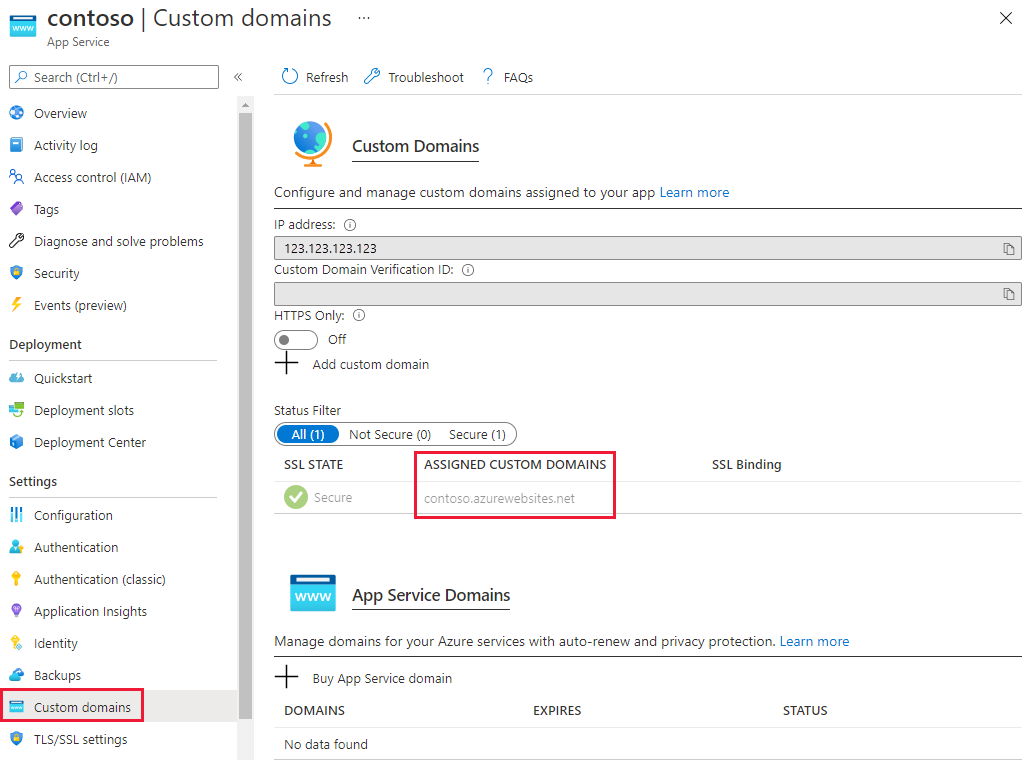 contoso | Custom domains ...
App Service
Search (Ctrl+/)
«
Overview
Activity log
Access control (IAM)
Tags
Diagnose and solve problems
Security
Events (preview)
Deployment
Quickstart
Deployment slots
Deployment Center
Settings
Configuration
Authentication
Authentication (classic)
Application Insights
Identity
Backups
Custom domains
TLS/SSL settings
Refresh Troubleshoot ? FAQs
Custom Domains
Configure and manage custom domains assigned to your app Learn more
IP address:
123.123.123.123
Custom Domain Verification ID:
HTTPS Only:
Off
Add custom domain
Status Filter
All (1) Not Secure (0) Secure (1)
SSL STATE ASSIGNED CUSTOM DOMAINS SSL Binding
Secure contoso.azurewebsites.net
www App Service Domains
Manage domains for your Azure services with auto-renew and privacy protection. Learn more
Buy App Service domain
DOMAINS EXPIRES STATUS
No data found